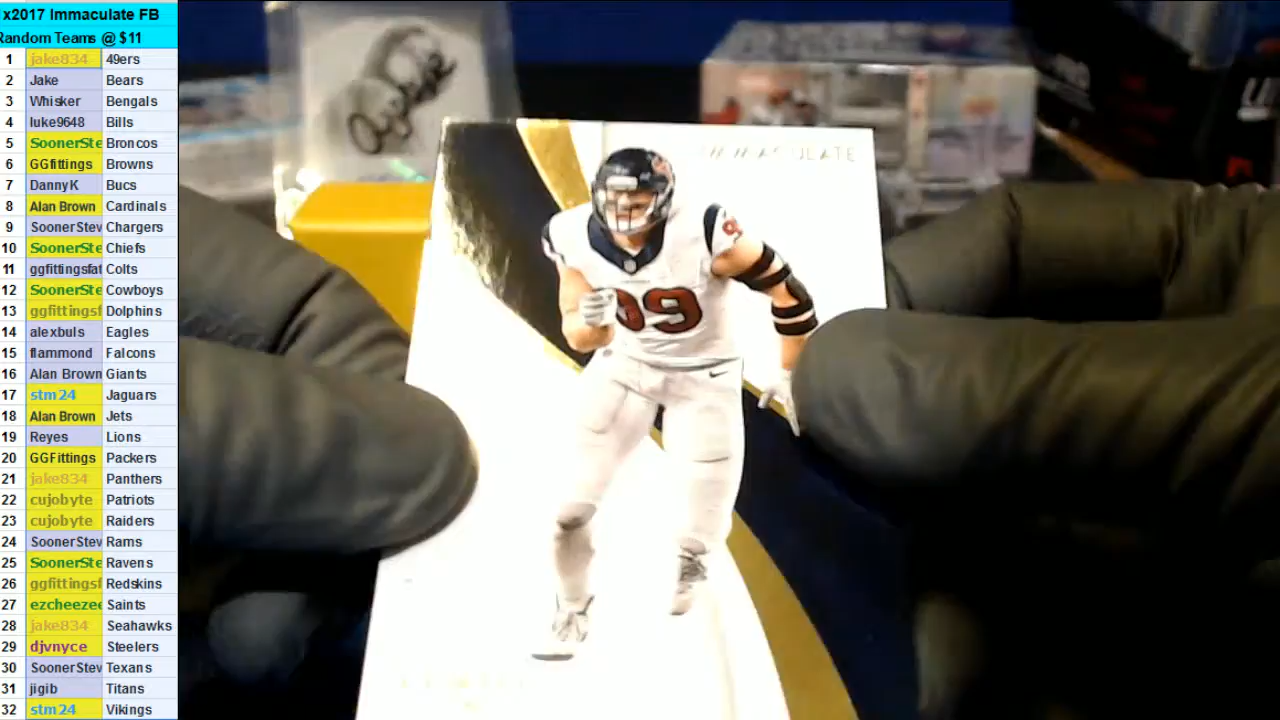 1x2017 Immaculate FB
Random Teams @ $11
1 jake834 49ers
2 Jake Bears
3 Whisker Bengals
4 luke9648 Bills
5 SoonerSte Broncos
6 GGfittings Browns
7 DannyK Bucs
8 Alan Brown Cardinals
9 SoonerStev Chargers
10 SoonerSte Chiefs
11 ggfittingsfat Colts
12 SoonerSte Cowboys
13 ggfittingsf Dolphins
14 alexbuls Eagles
15 flammond Falcons
16 Alan Brown Giants
17 stm24 Jaguars
18 Alan Brown Jets
19 Reyes Lions
20 GGFittings Packers
21 jake834 Panthers
22 cujobyte Patriots
23 cujobyte Raiders
24 SoonerStev Rams
25 SoonerSte Ravens
26 ggfittingsf Redskins
27 ezcheezee Saints
28 jake834 Seahawks
29 djvnyce Steelers
30 SoonerStev Texans
31 jigib Titans
32 stm24 Vikings
IMMACULATE
99